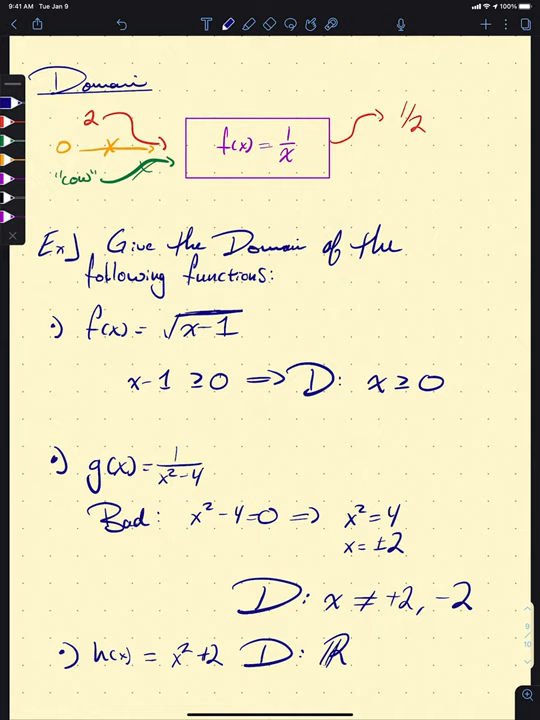 9:41 AM Tue Jan 9
100%
Domain
2
0
"cow"
f(x) = 1/x
1/2
Ex] Give the Domain of the
following functions:
•) f(x) = √x-1
x-1 ≥0 ⟹ D: x ≥ 0
•) g(x) = 1/x²-4
Bad: x²-4=0 ⟹ x²=4
x=±2
D: x ≠ +2, -2
•) h(x) = x²+2 D: ℝ
9
10